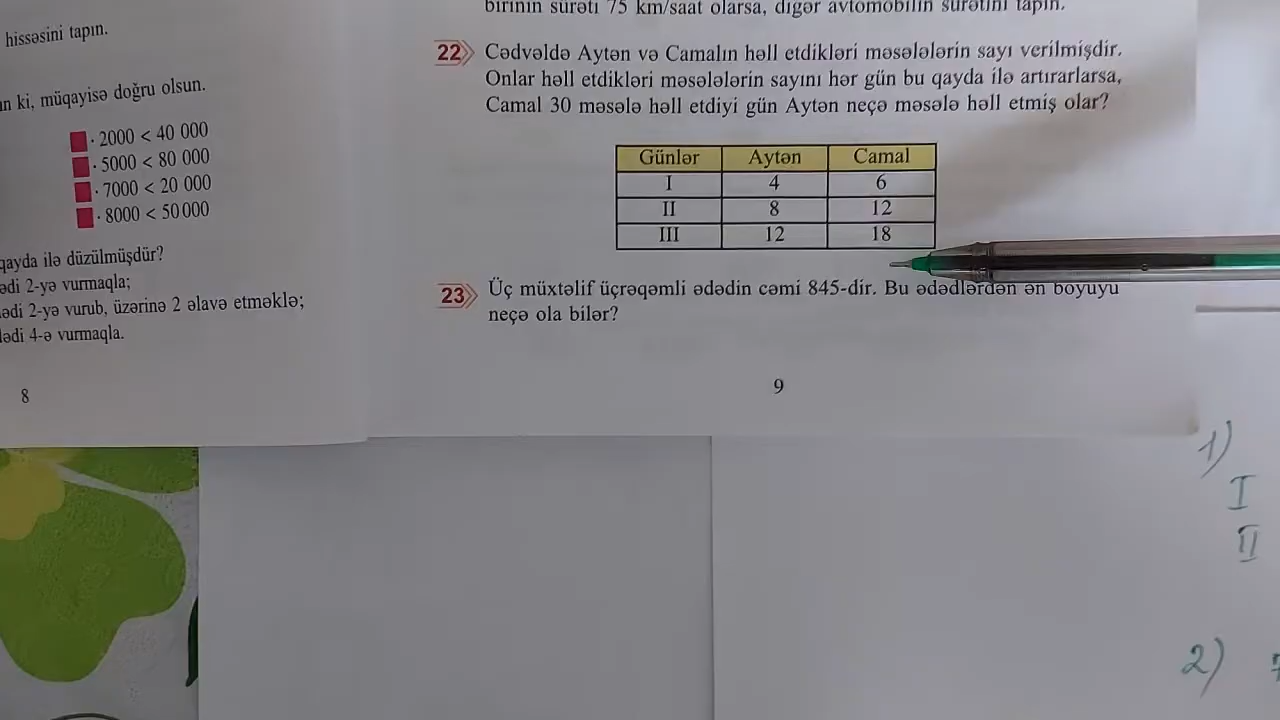 hissəsini tapın.
ki, müqayisə doğru olsun.
· 2000 < 40 000
· 5000 < 80 000
· 7000 < 20 000
· 8000 < 50 000
qayda ilə düzülmüşdür?
2-yə vurmaqla;
2-yə vurub, üzərinə 2 əlavə etməklə;
4-ə vurmaqla.
8
birinin sürəti 75 km/saat olarsa, digər avtomobilin sürətini tapın.
22 Cədvəldə Aytən və Camalın həll etdikləri məsələlərin sayı verilmişdir.
Onlar həll etdikləri məsələlərin sayını hər gün bu qayda ilə artırarlarsa,
Camal 30 məsələ həll etdiyi gün Aytən neçə məsələ həll etmiş olar?
Günlər Aytən Camal
I 4 6
II 8 12
III 12 18
23 Üç müxtəlif üçrəqəmli ədədin cəmi 845-dir. Bu ədədlərdən ən böyüyü
neçə ola bilər?
9
1)
I
II
2)